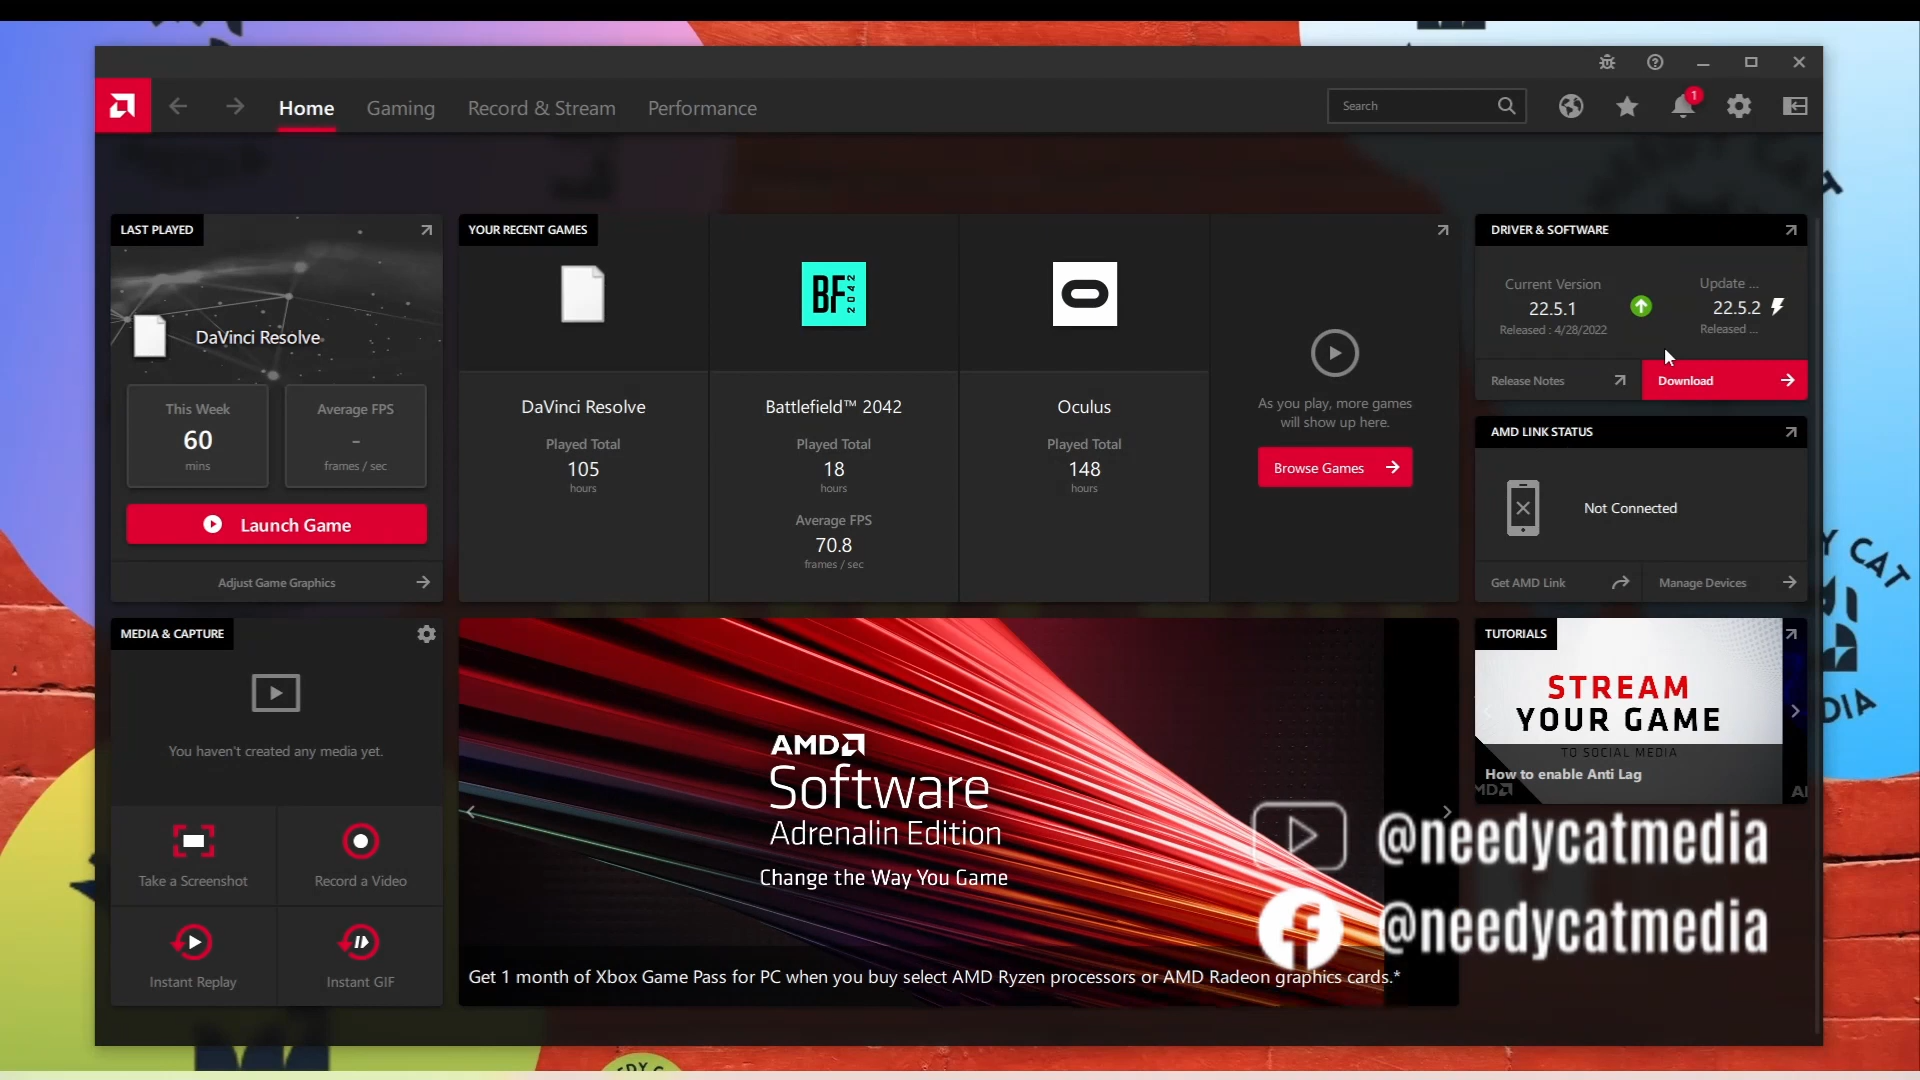 Home
Gaming
Record & Stream
Performance
Search
1
LAST PLAYED
DaVinci Resolve
This Week
60
mins
Average FPS
-
frames / sec
Launch Game
Adjust Game Graphics
YOUR RECENT GAMES
DaVinci Resolve
Played Total
105
hours
BF
2042
Battlefield™ 2042
Played Total
18
hours
Average FPS
70.8
frames / sec
Oculus
Played Total
148
hours
As you play, more games
will show up here.
Browse Games
DRIVER & SOFTWARE
Current Version
22.5.1
Released : 4/28/2022
Update ...
22.5.2
Released ...
Release Notes
Download
AMD LINK STATUS
Not Connected
Get AMD Link
Manage Devices
MEDIA & CAPTURE
You haven't created any media yet.
Take a Screenshot
Record a Video
Instant Replay
Instant GIF
AMD
Software
Adrenalin Edition
Change the Way You Game
Get 1 month of Xbox Game Pass for PC when you buy select AMD Ryzen processors or AMD Radeon graphics cards.*
TUTORIALS
STREAM
YOUR GAME
TO SOCIAL MEDIA
How to enable Anti Lag
@needycatmedia
@needycatmedia
DY CAT
DIA